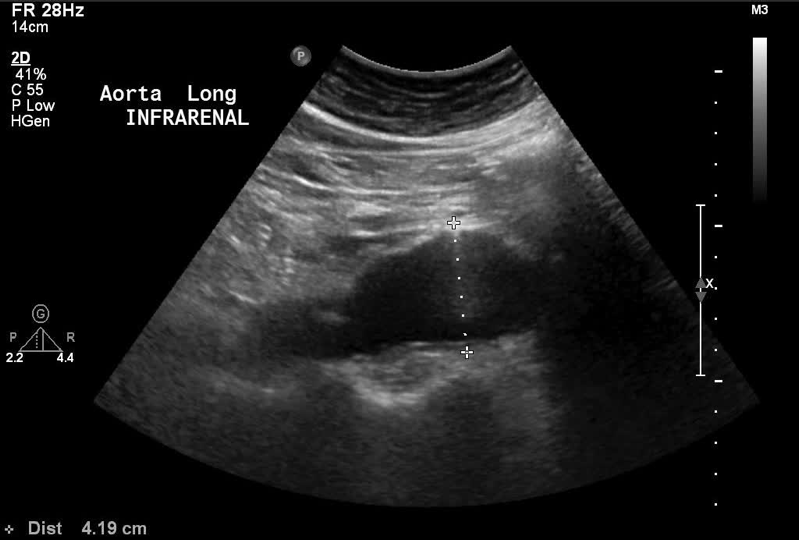 FR 28Hz
14cm
M3
2D
41%
C 55
P Low
HGen
P
Aorta Long
INFRARENAL
X
G
P R
2.2 4.4
Dist 4.19 cm